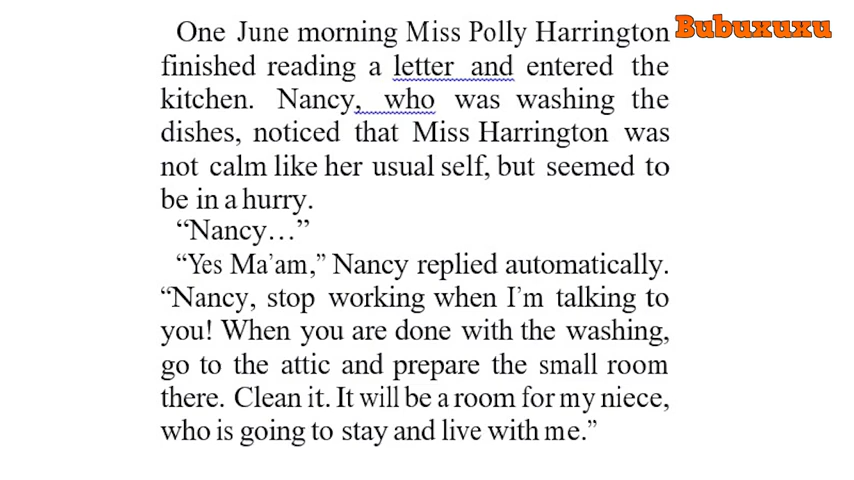 One June morning Miss Polly Harrington
Bubuxuxu
finished reading a letter and entered the
kitchen. Nancy, who was washing the
dishes, noticed that Miss Harrington was
not calm like her usual self, but seemed to
be in a hurry.
“Nancy…”
“Yes Ma’am,” Nancy replied automatically.
“Nancy, stop working when I’m talking to
you! When you are done with the washing,
go to the attic and prepare the small room
there. Clean it. It will be a room for my niece,
who is going to stay and live with me.”